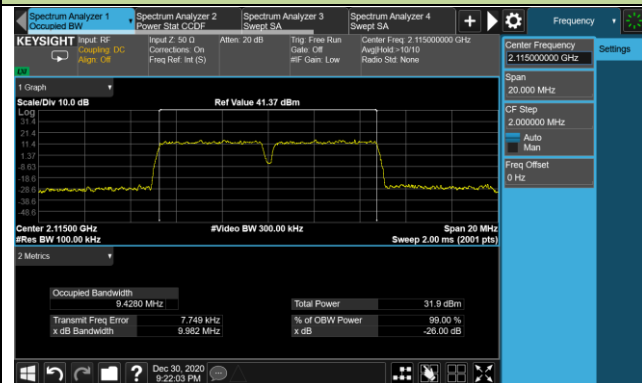 Spectrum Analyzer 1
Occupied BW
Spectrum Analyzer 2
Power Stat CCDF
Spectrum Analyzer 3
Swept SA
Spectrum Analyzer 4
Swept SA
Frequency
KEYSIGHT
Input: RF
Coupling: DC
Align: Off
Input Z: 50 Ω
Corrections: On
Freq Ref: Int (S)
Atten: 20 dB
Trig: Free Run
Gate: Off
#IF Gain: Low
Center Freq: 2.115000000 GHz
Avg|Hold:>10/10
Radio Std: None
Center Frequency
2.115000000 GHz
Settings
Span
20.000 MHz
CF Step
2.000000 MHz
Auto
Man
Freq Offset
0 Hz
1 Graph
Scale/Div 10.0 dB
Ref Value 41.37 dBm
Log
31.4
21.4
11.4
1.37
-8.63
-18.6
-28.6
-38.6
-48.6
Center 2.11500 GHz
#Video BW 300.00 kHz
Span 20 MHz
#Res BW 100.00 kHz
Sweep 2.00 ms (2001 pts)
2 Metrics
Occupied Bandwidth
9.4280 MHz
Total Power
31.9 dBm
Transmit Freq Error
7.749 kHz
% of OBW Power
99.00 %
x dB Bandwidth
9.982 MHz
x dB
-26.00 dB
Dec 30, 2020
9:22:03 PM